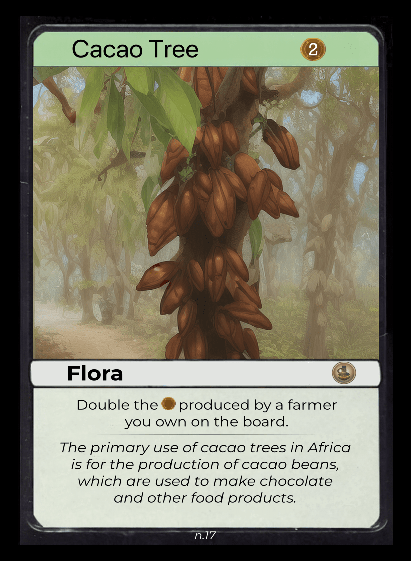 Cacao Tree 2
Flora
Double the produced by a farmer
you own on the board.
The primary use of cacao trees in Africa
is for the production of cacao beans,
which are used to make chocolate
and other food products.
n.17